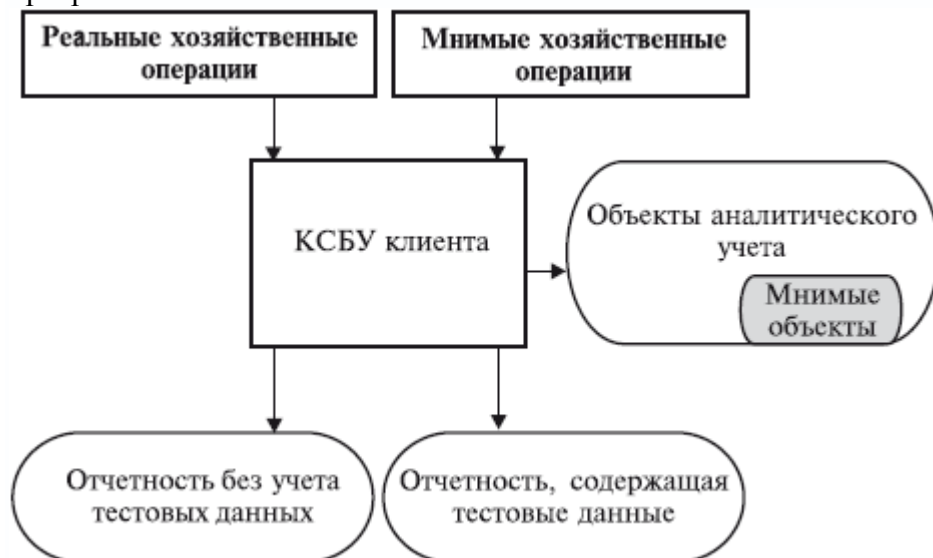 Реальные хозяйственные
операции
Мнимые хозяйственные
операции
КСБУ клиента
Объекты аналитического
учета
Мнимые
объекты
Отчетность без учета
тестовых данных
Отчетность, содержащая
тестовые данные